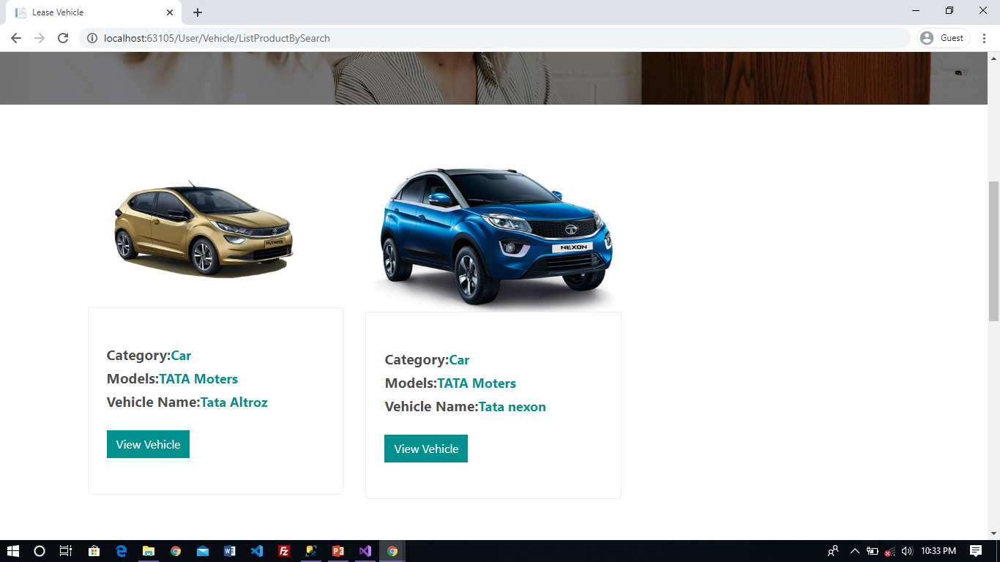 Lease Vehicle
localhost:63105/User/Vehicle/ListProductBySearch
Guest
ALTROZ
NEXON
Category:Car
Models:TATA Moters
Vehicle Name:Tata Altroz
View Vehicle
Category:Car
Models:TATA Moters
Vehicle Name:Tata nexon
View Vehicle
10:33 PM